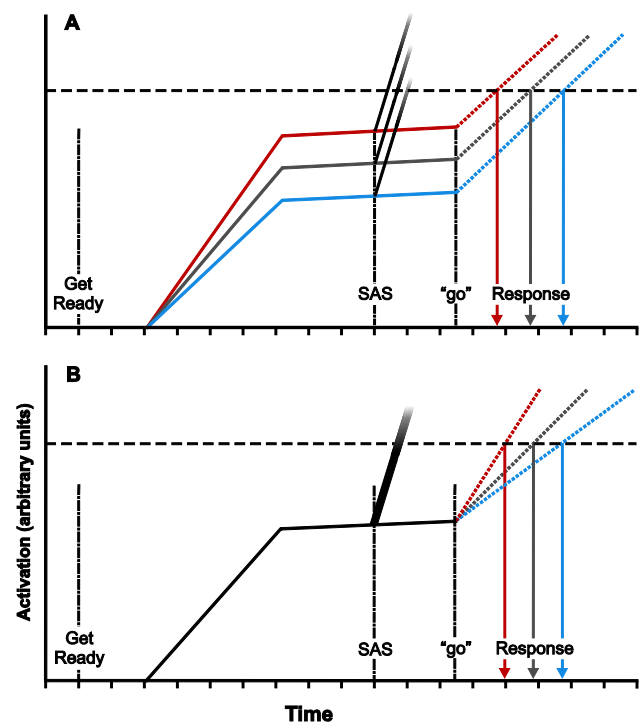 A
Get
Ready
SAS
“go”
Response
B
Activation (arbitrary units)
Get
Ready
SAS
“go”
Response
Time